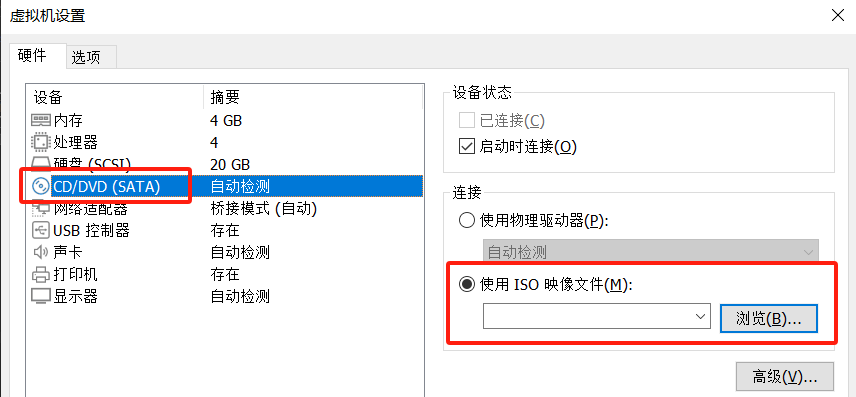 虚拟机设置
硬件 选项
设备 摘要
内存 4 GB
处理器 4
硬盘 (SCSI) 20 GB
CD/DVD (SATA) 自动检测
网络适配器 桥接模式 (自动)
USB 控制器 存在
声卡 自动检测
打印机 存在
显示器 自动检测
设备状态
已连接(C)
启动时连接(O)
连接
使用物理驱动器(P):
自动检测
使用 ISO 映像文件(M):
浏览(B)...
高级(V)...